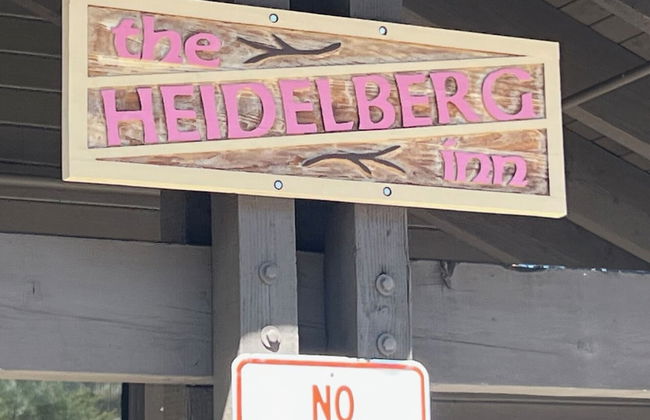 the
HEIDELBERG
inn
NO